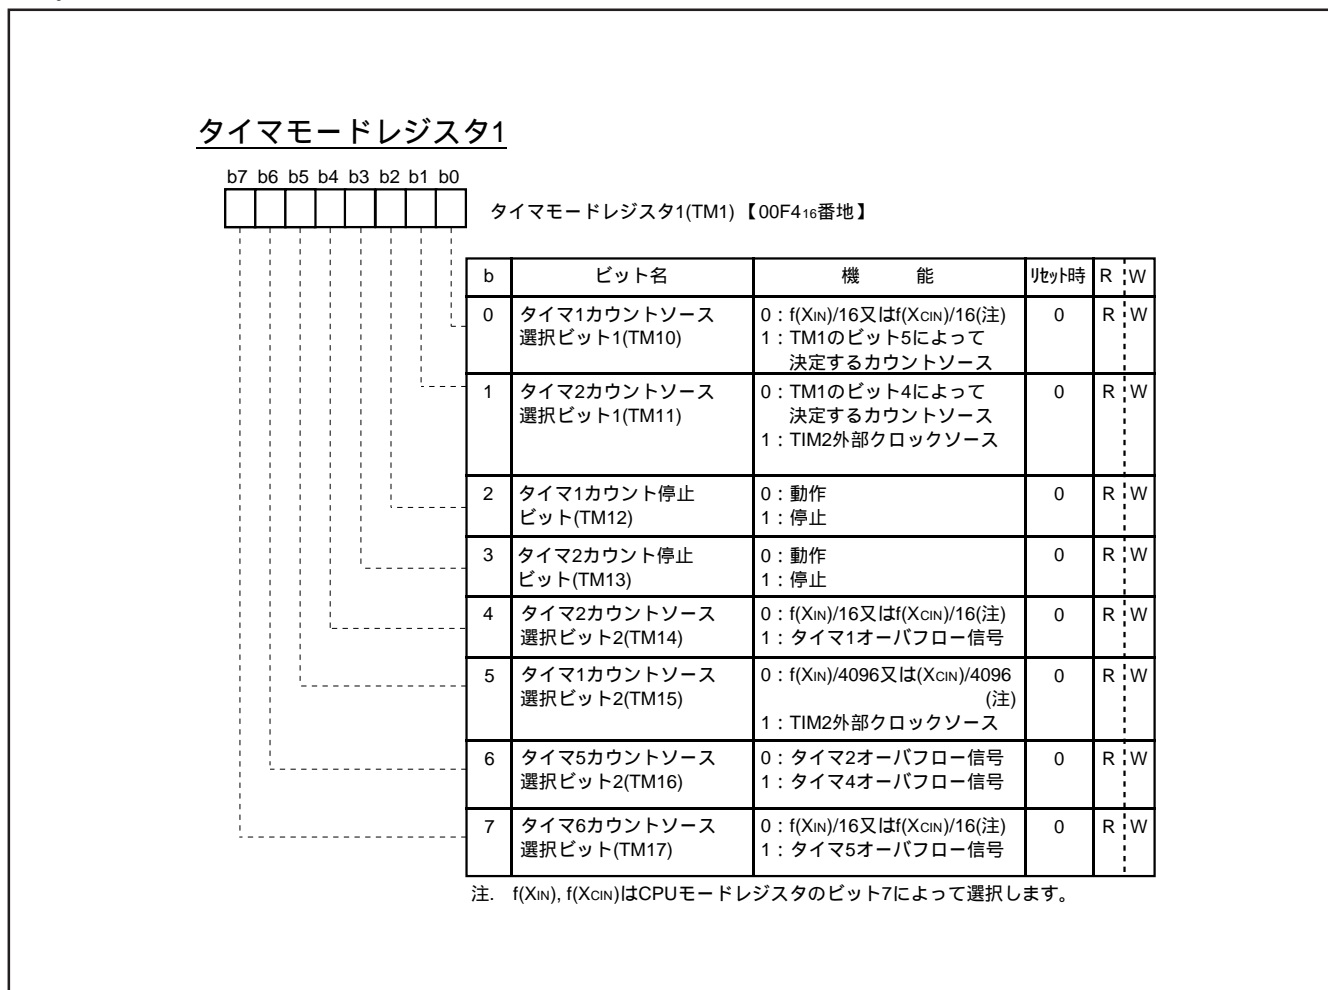 タイマモードレジスタ1
b7 b6 b5 b4 b3 b2 b1 b0
タイマモードレジスタ1(TM1)【00F416番地】
b ビット名 機 能 リセット時 R W
0 タイマ1カウントソース 0：f(XIN)/16又はf(XCIN)/16(注) 0 R W
選択ビット1(TM10) 1：TM1のビット5によって
決定するカウントソース
1 タイマ2カウントソース 0：TM1のビット4によって 0 R W
選択ビット1(TM11) 決定するカウントソース
1：TIM2外部クロックソース
2 タイマ1カウント停止 0：動作 0 R W
ビット(TM12) 1：停止
3 タイマ2カウント停止 0：動作 0 R W
ビット(TM13) 1：停止
4 タイマ2カウントソース 0：f(XIN)/16又はf(XCIN)/16(注) 0 R W
選択ビット2(TM14) 1：タイマ1オーバフロー信号
5 タイマ1カウントソース 0：f(XIN)/4096又は(XCIN)/4096 0 R W
選択ビット2(TM15) (注)
1：TIM2外部クロックソース
6 タイマ5カウントソース 0：タイマ2オーバフロー信号 0 R W
選択ビット2(TM16) 1：タイマ4オーバフロー信号
7 タイマ6カウントソース 0：f(XIN)/16又はf(XCIN)/16(注) 0 R W
選択ビット(TM17) 1：タイマ5オーバフロー信号
注. f(XIN), f(XCIN)はCPUモードレジスタのビット7によって選択します。